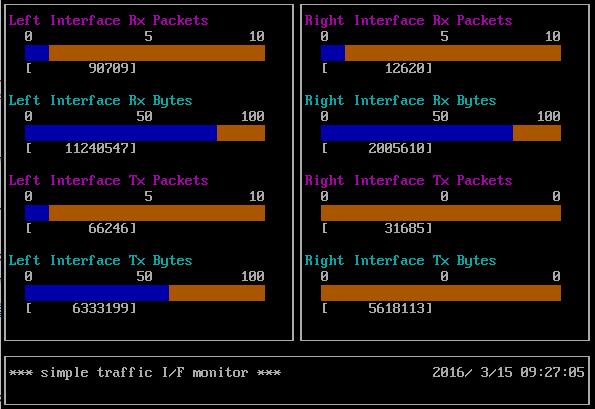 Left Interface Rx Packets
0 5 10
[ 90709]
Left Interface Rx Bytes
0 50 100
[ 11240547]
Left Interface Tx Packets
0 5 10
[ 66246]
Left Interface Tx Bytes
0 50 100
[ 6333199]
Right Interface Rx Packets
0 5 10
[ 12620]
Right Interface Rx Bytes
0 50 100
[ 2005610]
Right Interface Tx Packets
0 0 0
[ 31685]
Right Interface Tx Bytes
0 0 0
[ 5618113]
*** simple traffic I/F monitor *** 2016/ 3/15 09:27:05